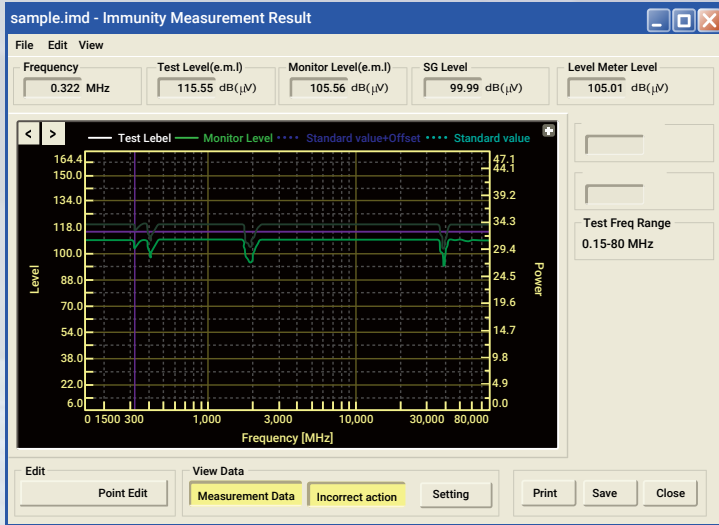 sample.imd - Immunity Measurement Result
File Edit View
Frequency
0.322 MHz
Test Level(e.m.l)
115.55 dB(μV)
Monitor Level(e.m.l)
105.56 dB(μV)
SG Level
99.99 dB(μV)
Level Meter Level
105.01 dB(μV)
< >
Test Lebel Monitor Level Standard value+Offset Standard value
164.4
150.0
134.0
118.0
100.0
88.0
70.0
54.0
38.0
22.0
6.0
Level
47.1
44.1
39.2
34.3
29.4
24.5
19.6
14.7
9.8
4.9
0.0
Power
0 1500 300 1,000 3,000 10,000 30,000 80,000
Frequency [MHz]
Test Freq Range
0.15-80 MHz
Edit
Point Edit
View Data
Measurement Data Incorrect action Setting
Print Save Close